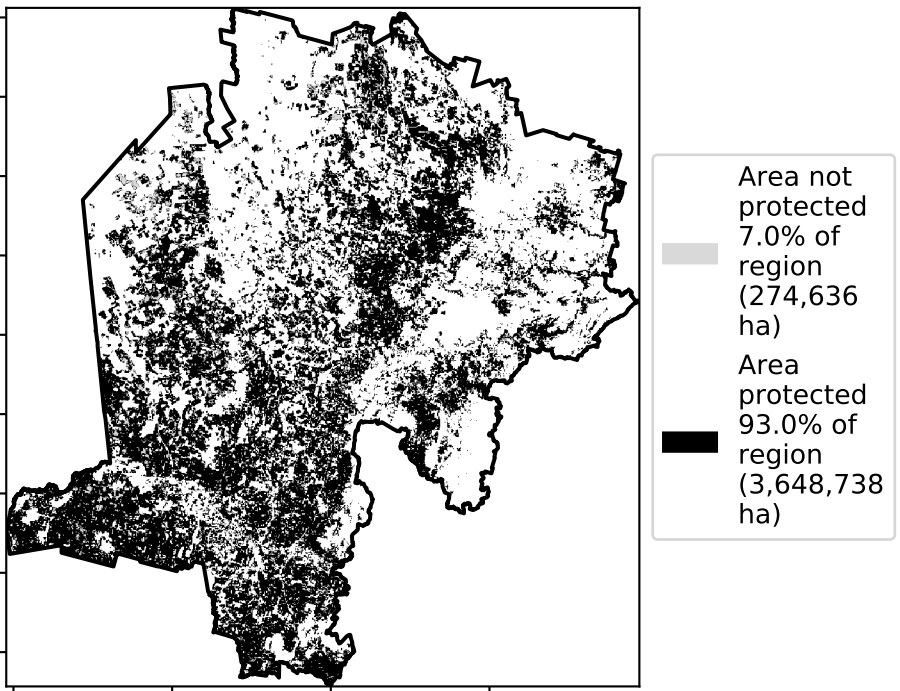 Area not
protected
7.0% of
region
(274,636
ha)
Area
protected
93.0% of
region
(3,648,738
ha)